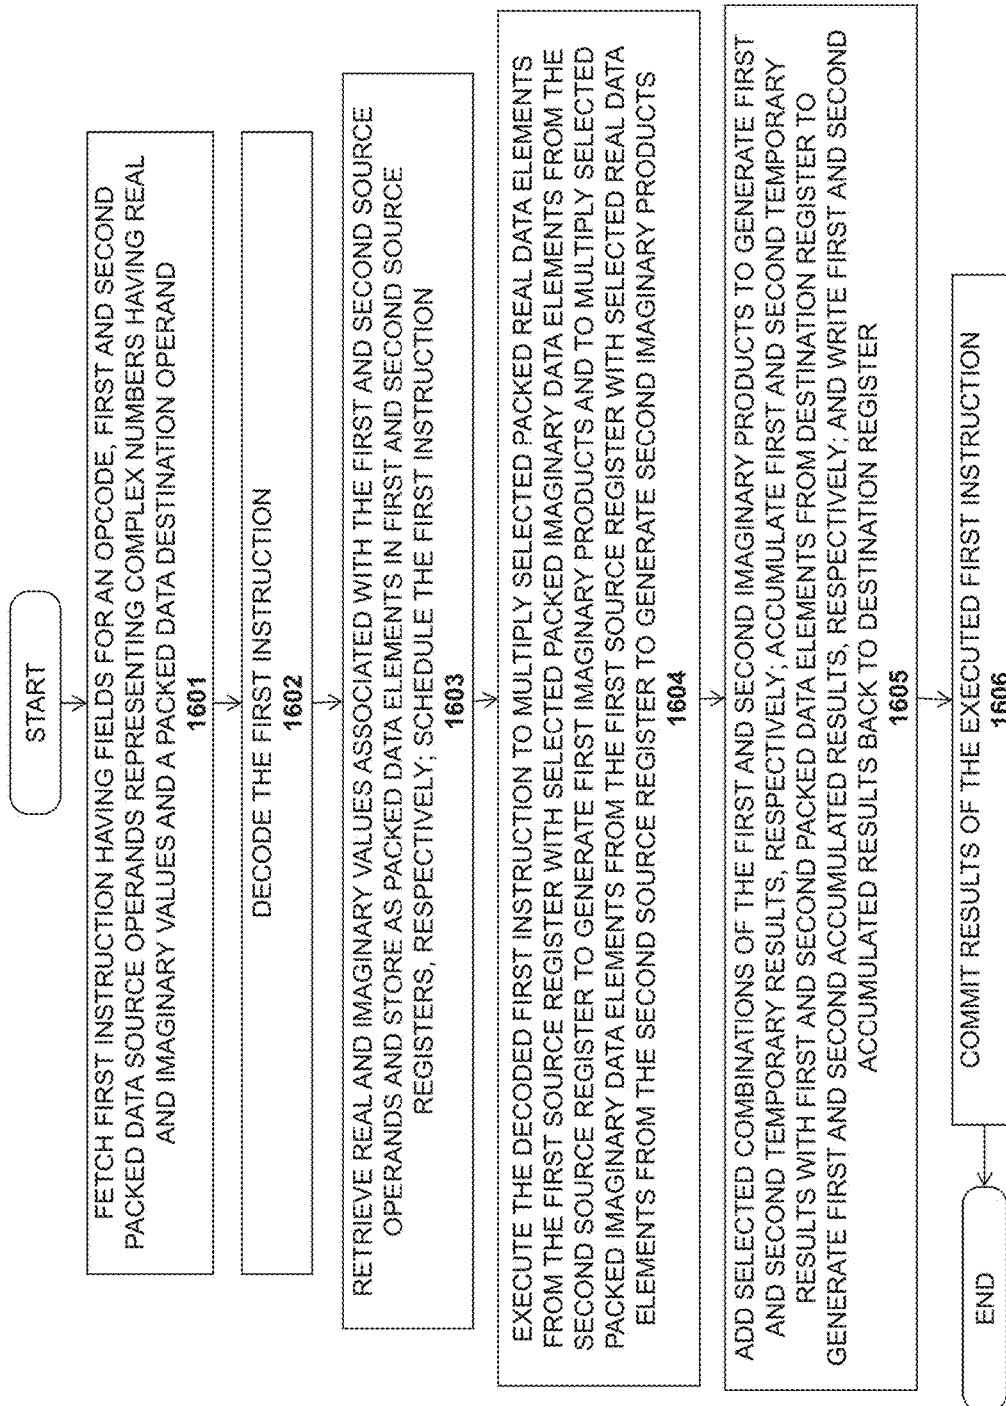 START
FETCH FIRST INSTRUCTION HAVING FIELDS FOR AN OPCODE, FIRST AND SECOND
PACKED DATA SOURCE OPERANDS REPRESENTING COMPLEX NUMBERS HAVING REAL
AND IMAGINARY VALUES AND A PACKED DATA DESTINATION OPERAND
1601
DECODE THE FIRST INSTRUCTION
1602
RETRIEVE REAL AND IMAGINARY VALUES ASSOCIATED WITH THE FIRST AND SECOND SOURCE
OPERANDS AND STORE AS PACKED DATA ELEMENTS IN FIRST AND SECOND SOURCE
REGISTERS, RESPECTIVELY; SCHEDULE THE FIRST INSTRUCTION
1603
EXECUTE THE DECODED FIRST INSTRUCTION TO MULTIPLY SELECTED PACKED REAL DATA ELEMENTS
FROM THE FIRST SOURCE REGISTER WITH SELECTED PACKED IMAGINARY DATA ELEMENTS FROM THE
SECOND SOURCE REGISTER TO GENERATE FIRST IMAGINARY PRODUCTS AND TO MULTIPLY SELECTED
PACKED IMAGINARY DATA ELEMENTS FROM THE FIRST SOURCE REGISTER WITH SELECTED REAL DATA
ELEMENTS FROM THE SECOND SOURCE REGISTER TO GENERATE SECOND IMAGINARY PRODUCTS
1604
ADD SELECTED COMBINATIONS OF THE FIRST AND SECOND IMAGINARY PRODUCTS TO GENERATE FIRST
AND SECOND TEMPORARY RESULTS, RESPECTIVELY; ACCUMULATE FIRST AND SECOND TEMPORARY
RESULTS WITH FIRST AND SECOND PACKED DATA ELEMENTS FROM DESTINATION REGISTER TO
GENERATE FIRST AND SECOND ACCUMULATED RESULTS, RESPECTIVELY; AND WRITE FIRST AND SECOND
ACCUMULATED RESULTS BACK TO DESTINATION REGISTER
1605
COMMIT RESULTS OF THE EXECUTED FIRST INSTRUCTION
1606
END